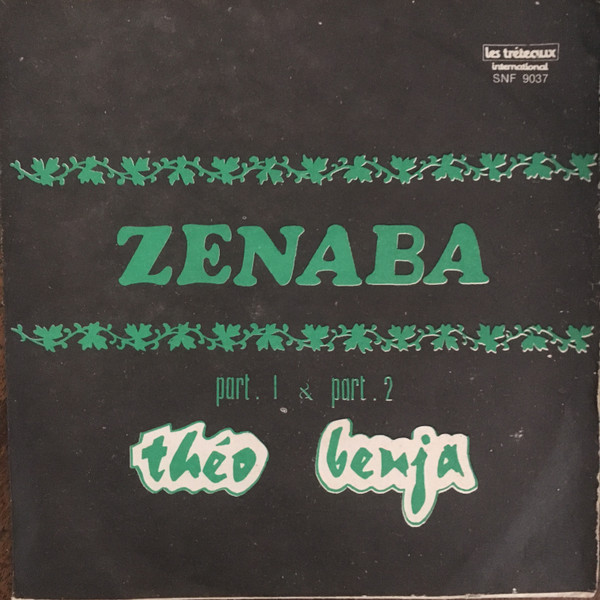 les tréteaux
international
SNF 9037
ZENABA
part. 1 & part. 2
théo benja